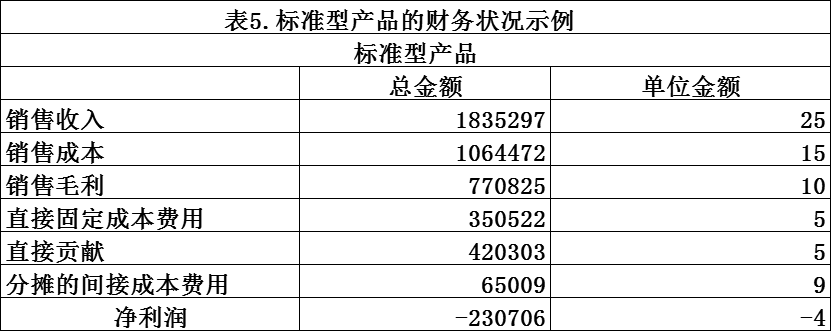 表5.标准型产品的财务状况示例
标准型产品
总金额 单位金额
销售收入 1835297 25
销售成本 1064472 15
销售毛利 770825 10
直接固定成本费用 350522 5
直接贡献 420303 5
分摊的间接成本费用 65009 9
净利润 -230706 -4